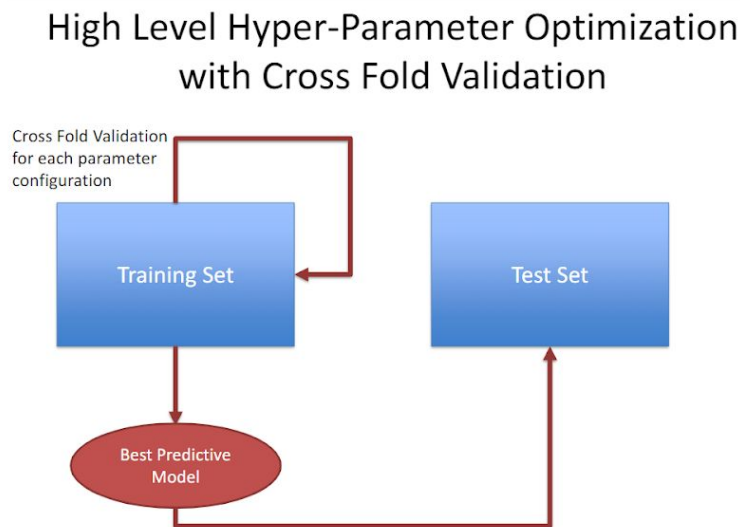 High Level Hyper-Parameter Optimization
with Cross Fold Validation
Cross Fold Validation
for each parameter
configuration
Training Set
Test Set
Best Predictive
Model